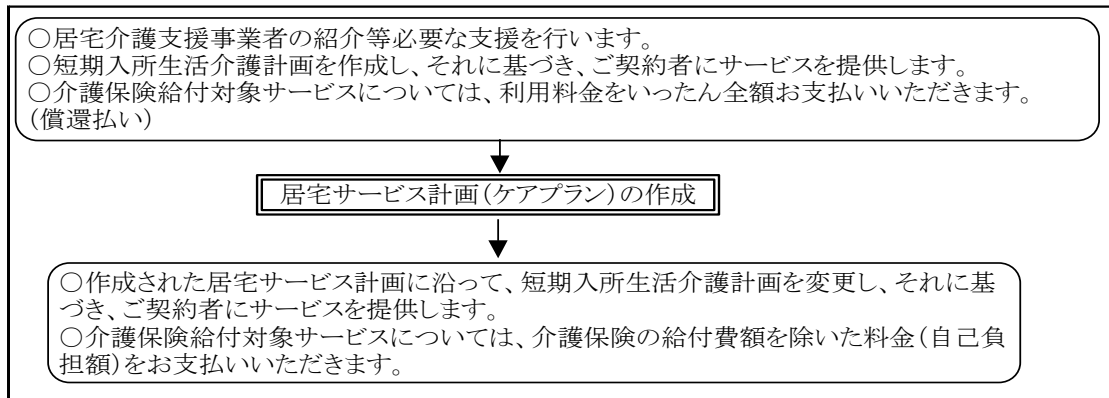 ○居宅介護支援事業者の紹介等必要な支援を行います。
○短期入所生活介護計画を作成し、それに基づき、ご契約者にサービスを提供します。
○介護保険給付対象サービスについては、利用料金をいったん全額お支払いいただきます。
(償還払い)
居宅サービス計画(ケアプラン)の作成
○作成された居宅サービス計画に沿って、短期入所生活介護計画を変更し、それに基
づき、ご契約者にサービスを提供します。
○介護保険給付対象サービスについては、介護保険の給付費額を除いた料金(自己負
担額)をお支払いいただきます。